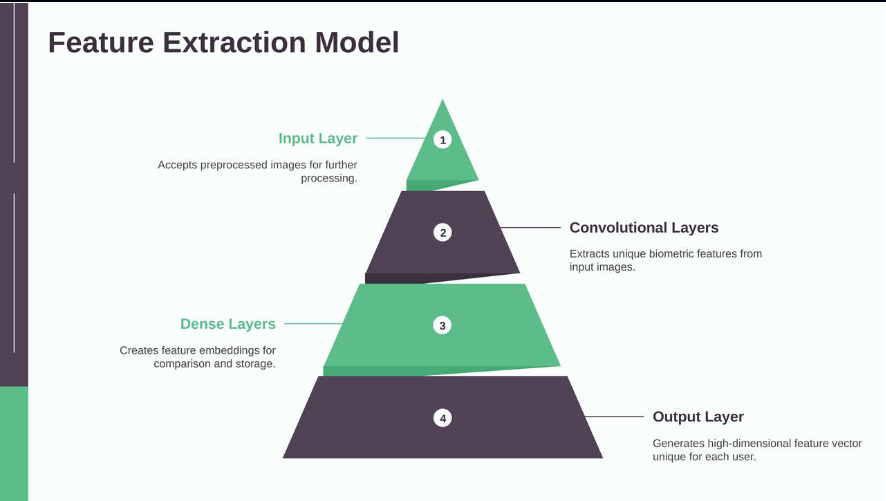 Feature Extraction Model
Input Layer
Accepts preprocessed images for further
processing.
1
2
Convolutional Layers
Extracts unique biometric features from
input images.
Dense Layers
Creates feature embeddings for
comparison and storage.
3
4
Output Layer
Generates high-dimensional feature vector
unique for each user.